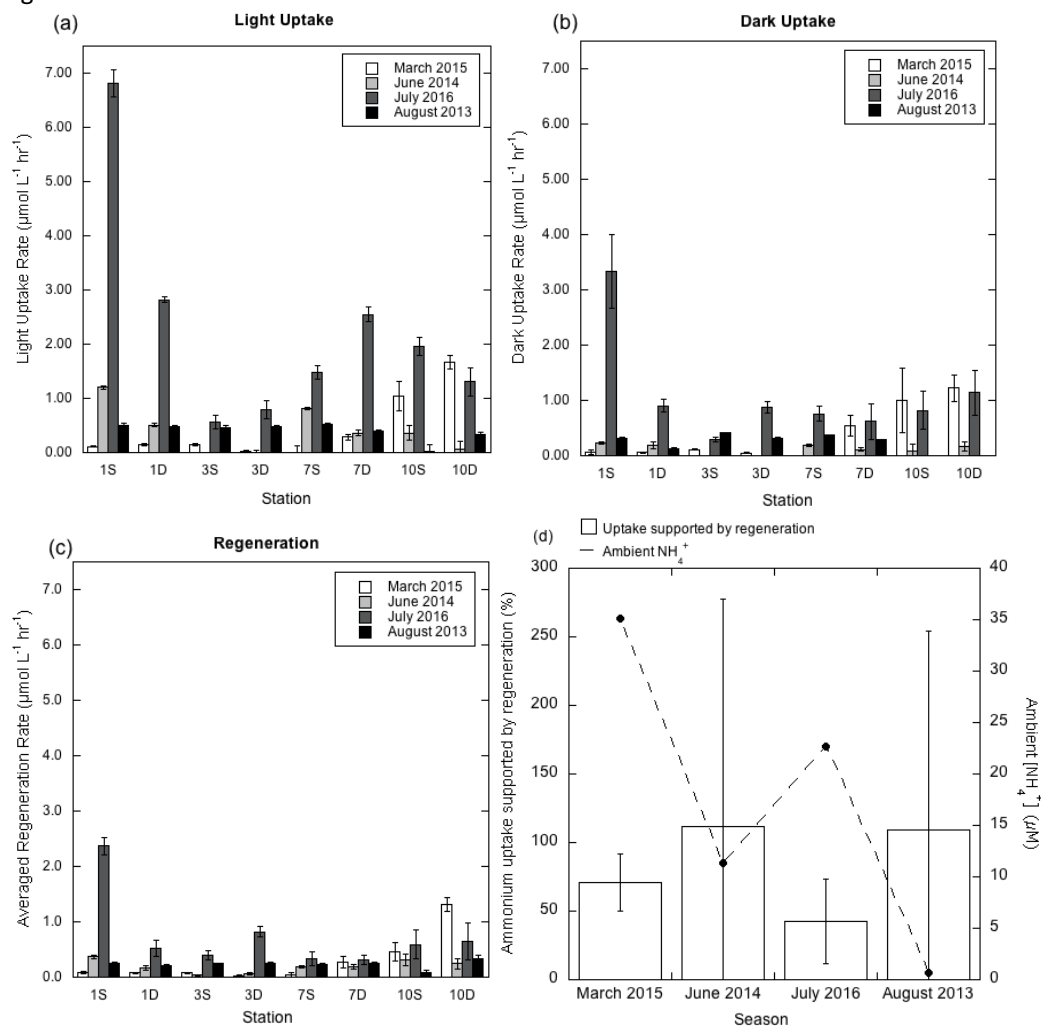 (a)
Light Uptake
March 2015
June 2014
July 2016
August 2013
Light Uptake Rate (µmol L⁻¹ hr⁻¹)
7.00
6.00
5.00
4.00
3.00
2.00
1.00
0.00
1S 1D 3S 3D 7S 7D 10S 10D
Station
(b)
Dark Uptake
March 2015
June 2014
July 2016
August 2013
Dark Uptake Rate (µmol L⁻¹ hr⁻¹)
7.00
6.00
5.00
4.00
3.00
2.00
1.00
0.00
1S 1D 3S 3D 7S 7D 10S 10D
Station
(c)
Regeneration
March 2015
June 2014
July 2016
August 2013
Averaged Regeneration Rate (µmol L⁻¹ hr⁻¹)
7.0
6.0
5.0
4.0
3.0
2.0
1.0
0.0
1S 1D 3S 3D 7S 7D 10S 10D
Station
(d)
Uptake supported by regeneration
Ambient NH₄⁺
Ammonium uptake supported by regeneration (%)
300
250
200
150
100
50
0
40
35
30
25
20
15
10
5
0
Ambient [NH₄⁺] (µM)
March 2015 June 2014 July 2016 August 2013
Season